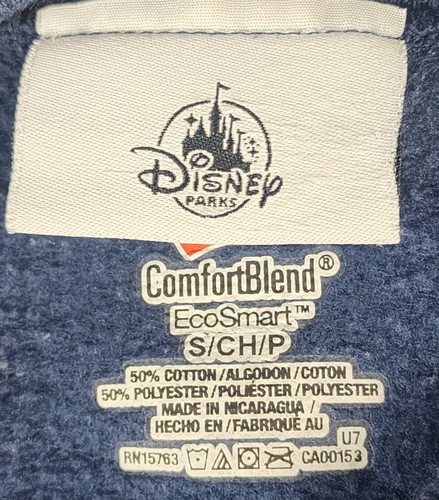 Disney
PARKS
ComfortBlend®
EcoSmart™
S/CH/P
50% COTTON/ALGODON/COTON
50% POLYESTER/POLIÉSTER/POLYESTER
MADE IN NICARAGUA/
HECHO EN/FABRIQUÉ AU
U7
RN15763 CA00153